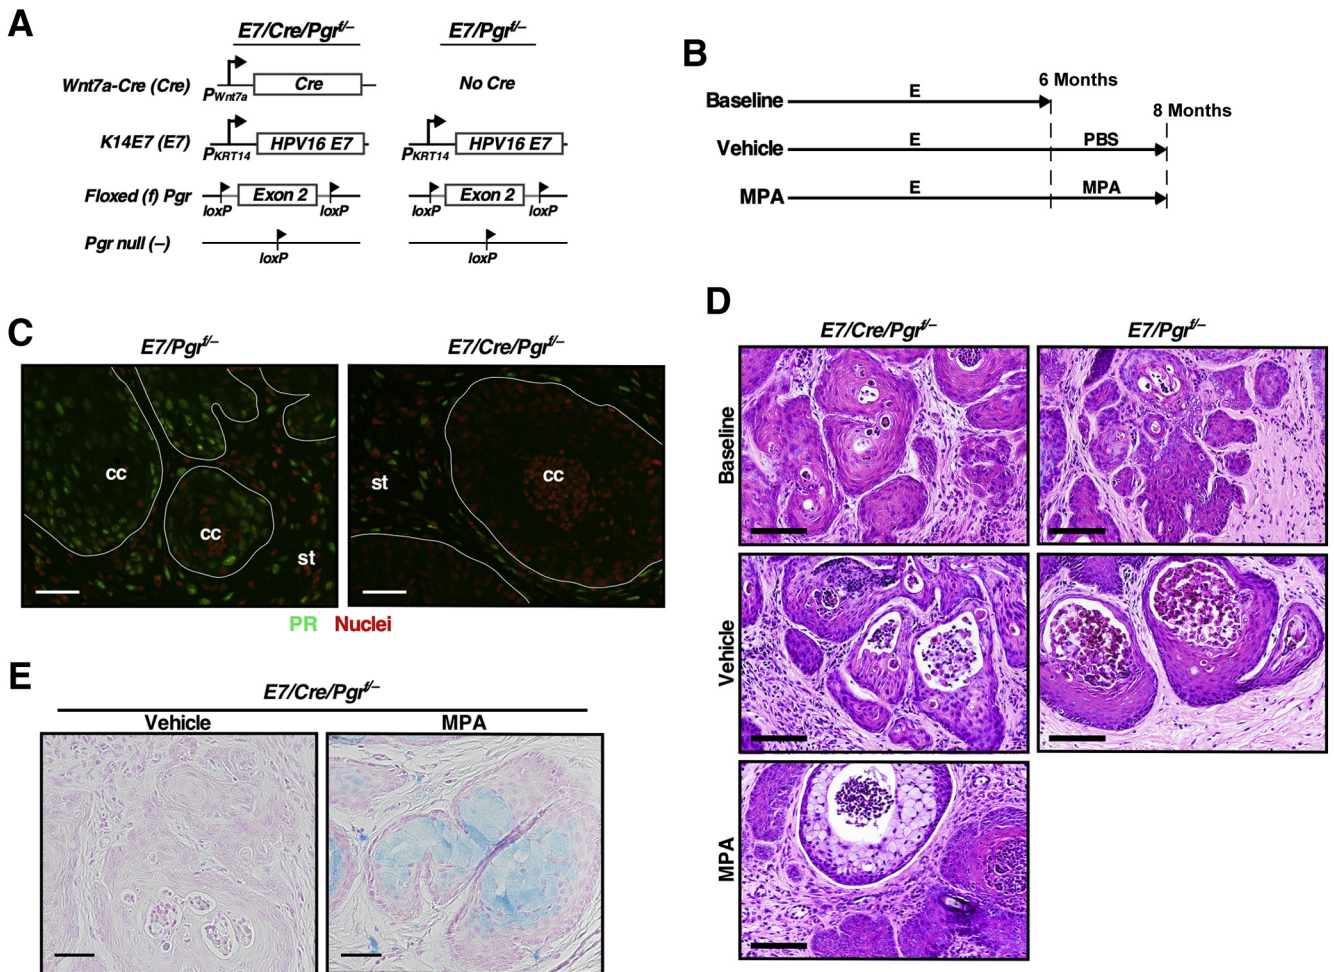 A
E7/Cre/Pgrf/– E7/Pgrf/–
Wnt7a-Cre (Cre) PWnt7a Cre No Cre
K14E7 (E7) PKRT14 HPV16 E7 PKRT14 HPV16 E7
Floxed (f) Pgr loxP Exon 2 loxP loxP Exon 2 loxP
Pgr null (–) loxP loxP
B
6 Months
Baseline E
8 Months
Vehicle E PBS
MPA E MPA
C
E7/Pgrf/– E7/Cre/Pgrf/–
cc cc st st cc
PR Nuclei
D
E7/Cre/Pgrf/– E7/Pgrf/–
Baseline
Vehicle
MPA
E
E7/Cre/Pgrf/–
Vehicle MPA